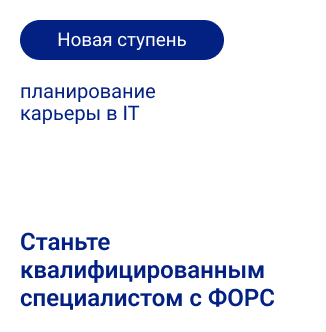 Новая ступень
планирование
карьеры в IT
Станьте
квалифицированным
специалистом с ФОРС